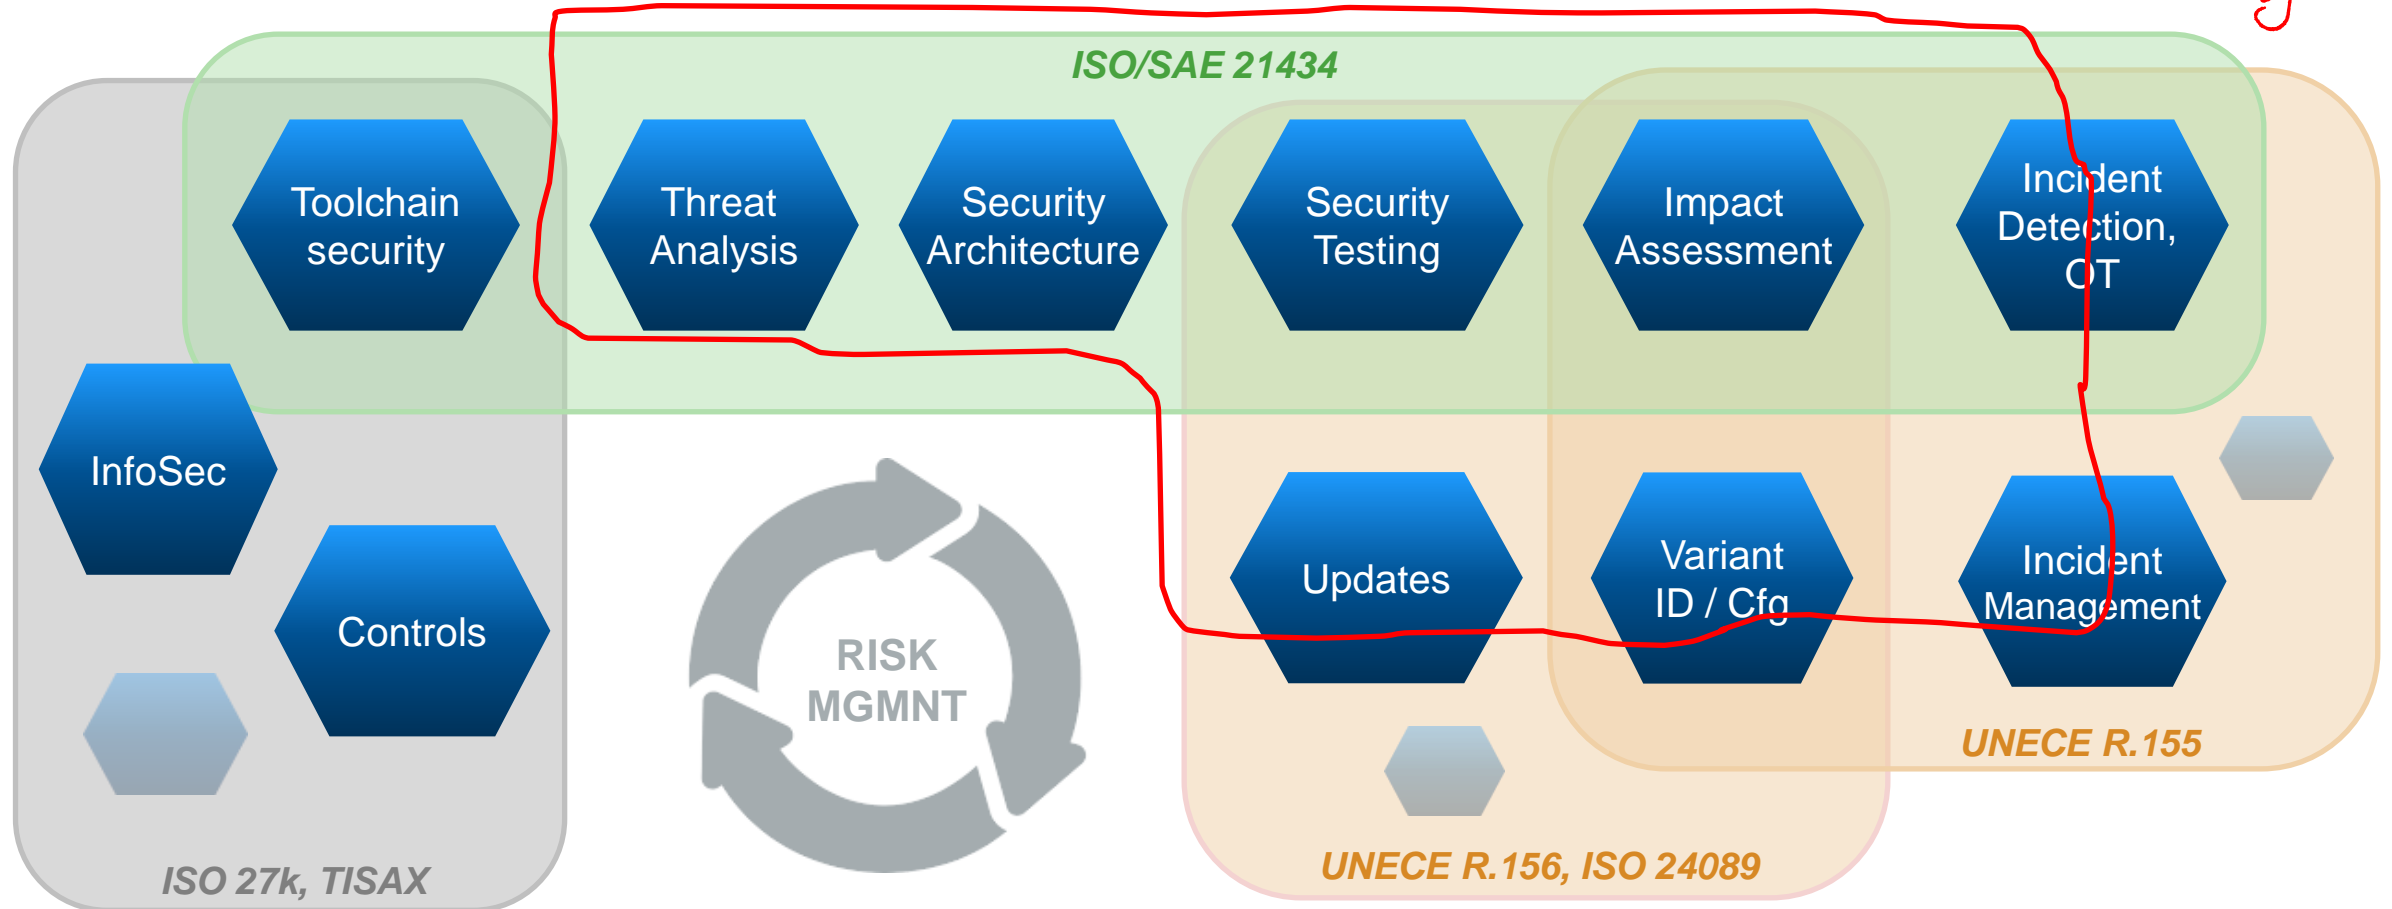 ISO/SAE 21434
Toolchain
security
Threat
Analysis
Security
Architecture
Security
Testing
Impact
Assessment
Incident
Detection,
OT
InfoSec
Controls
RISK
MGMNT
Updates
Variant
ID / Cfg
Incident
Management
UNECE R.155
UNECE R.156, ISO 24089
ISO 27k, TISAX